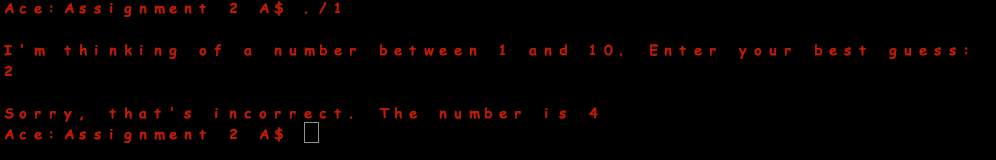 Ace:Assignment 2 A$ ./1
I'm thinking of a number between 1 and 10. Enter your best guess:
2
Sorry, that's incorrect. The number is 4
Ace:Assignment 2 A$